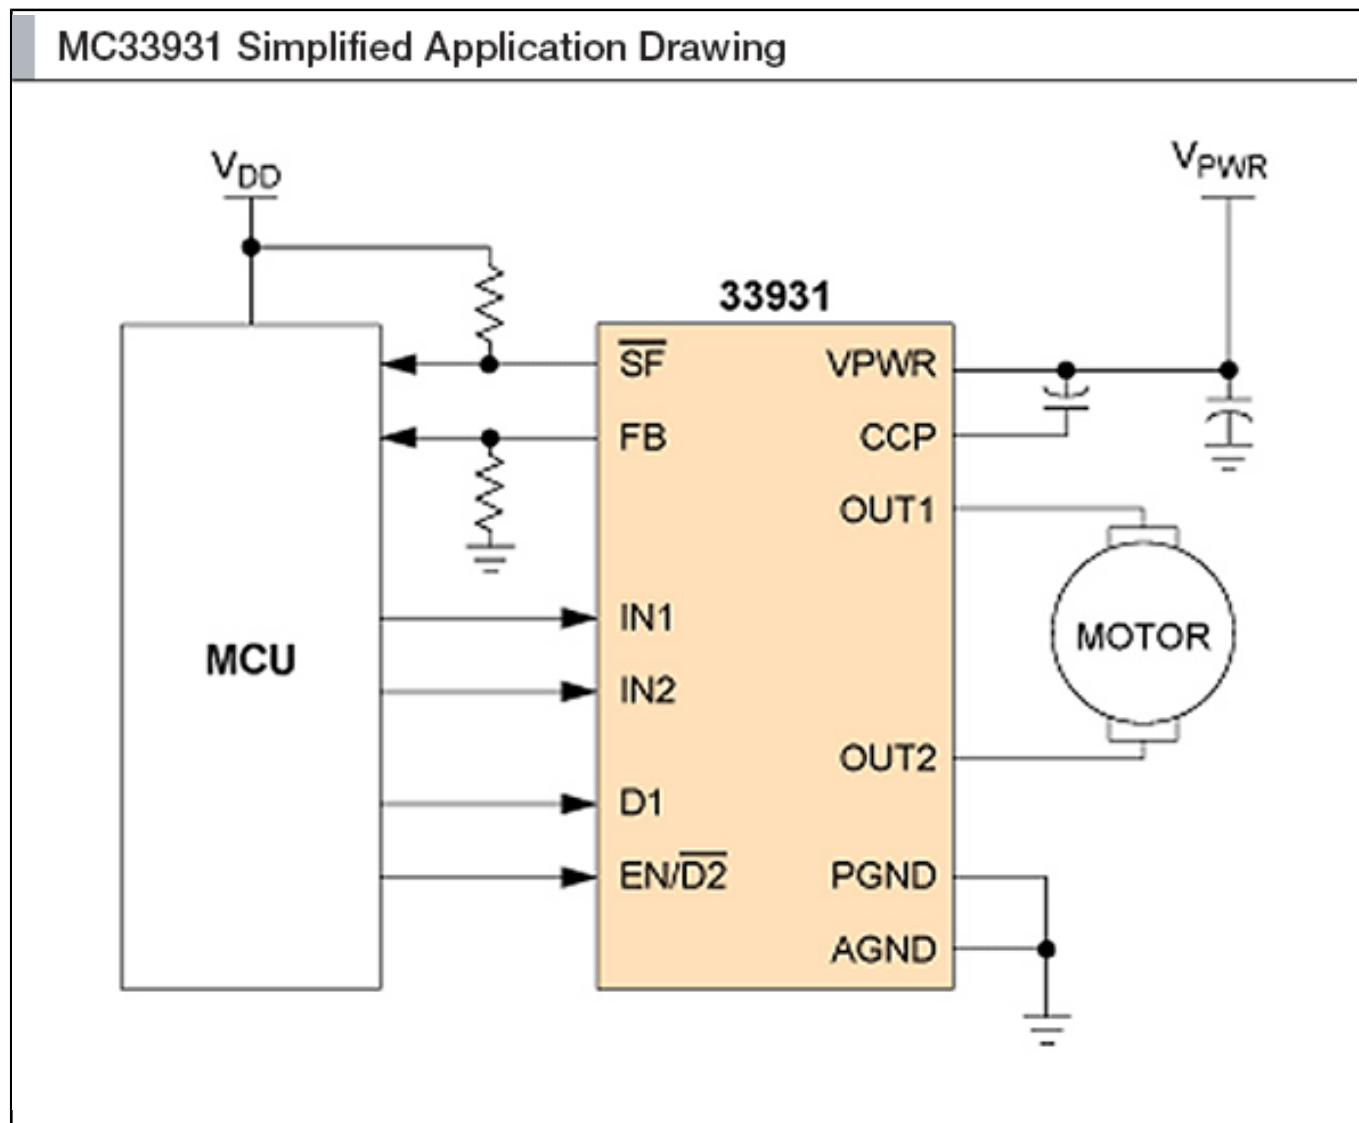 MC33931 Simplified Application Drawing
VDD
VPWR
33931
SF
VPWR
FB
CCP
OUT1
IN1
MCU
MOTOR
IN2
OUT2
D1
EN/D2
PGND
AGND